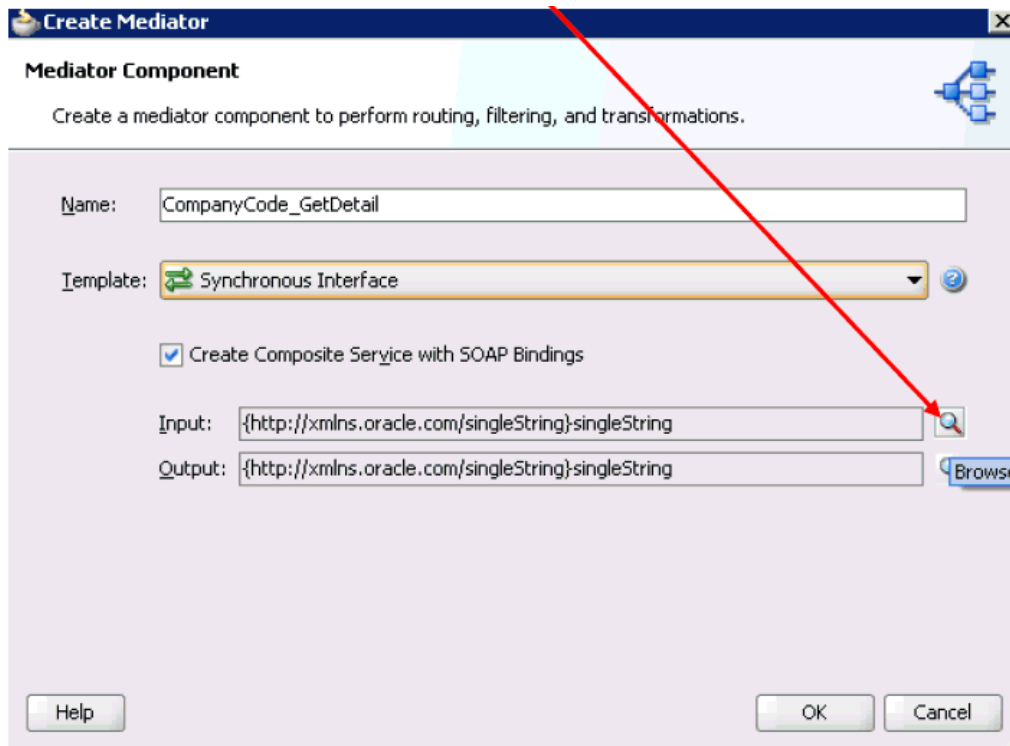 Create Mediator
Mediator Component
Create a mediator component to perform routing, filtering, and transformations.
Name: CompanyCode_GetDetail
Template: Synchronous Interface
Create Composite Service with SOAP Bindings
Input: {http://xmlns.oracle.com/singleString}singleString
Output: {http://xmlns.oracle.com/singleString}singleString
Browse
Help OK Cancel